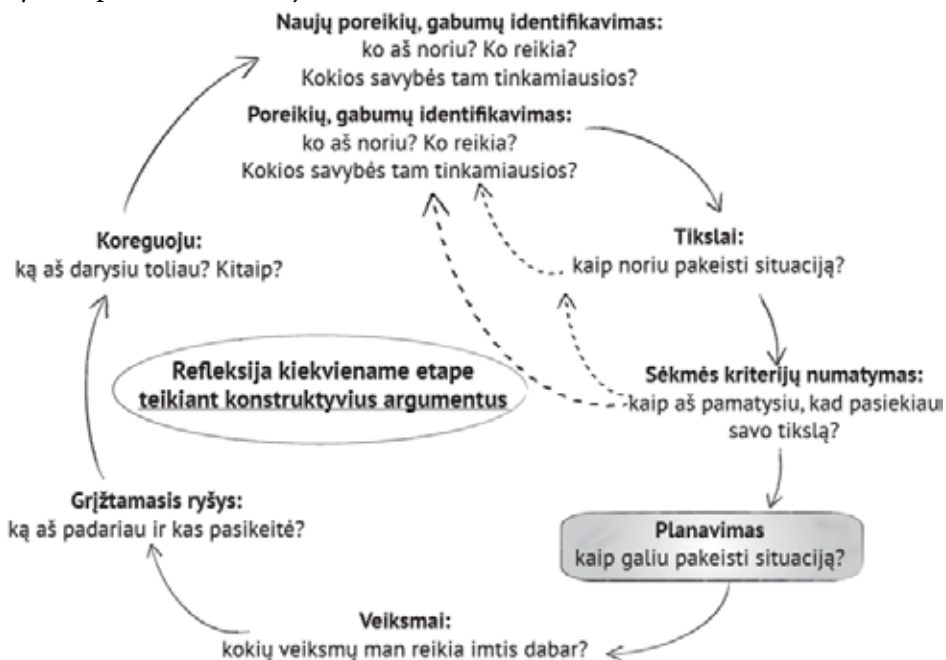 Naujų poreikių, gabumų identifikavimas:
ko aš noriu? Ko reikia?
Kokios savybės tam tinkamiausios?
Poreikių, gabumų identifikavimas:
ko aš noriu? Ko reikia?
Kokios savybės tam tinkamiausios?
Tikslai:
kaip noriu pakeisti situaciją?
Sėkmės kriterijų numatymas:
kaip aš pamatysiu, kad pasiekiau
savo tikslą?
Planavimas
kaip galiu pakeisti situaciją?
Veiksmai:
kokių veiksmų man reikia imtis dabar?
Grįžtamasis ryšys:
ką aš padariau ir kas pasikeitė?
Koreguoju:
ką aš darysiu toliau? Kitaip?
Refleksija kiekviename etape
teikiant konstruktyvius argumentus